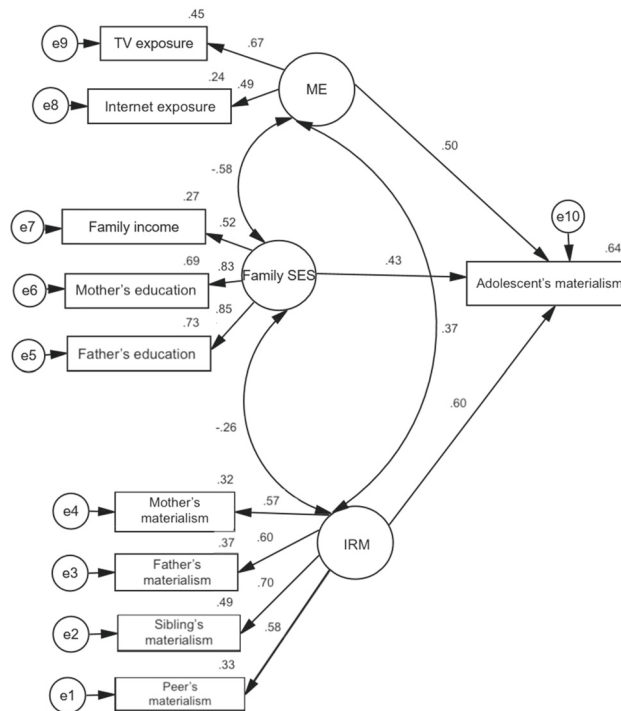 .45
e9
TV exposure
.67
ME
.24
.49
e8
Internet exposure
.50
-.58
.27
e7
Family income
.52
e10
.64
.69
.83
Family SES
.43
e6
Mother's education
Adolescent's materialism
.73
.85
e5
Father's education
.37
.60
-.26
.32
e4
Mother's
materialism
.57
IRM
.37
.60
e3
Father's
materialism
.70
.49
e2
Sibling's
materialism
.58
.33
e1
Peer's
materialism